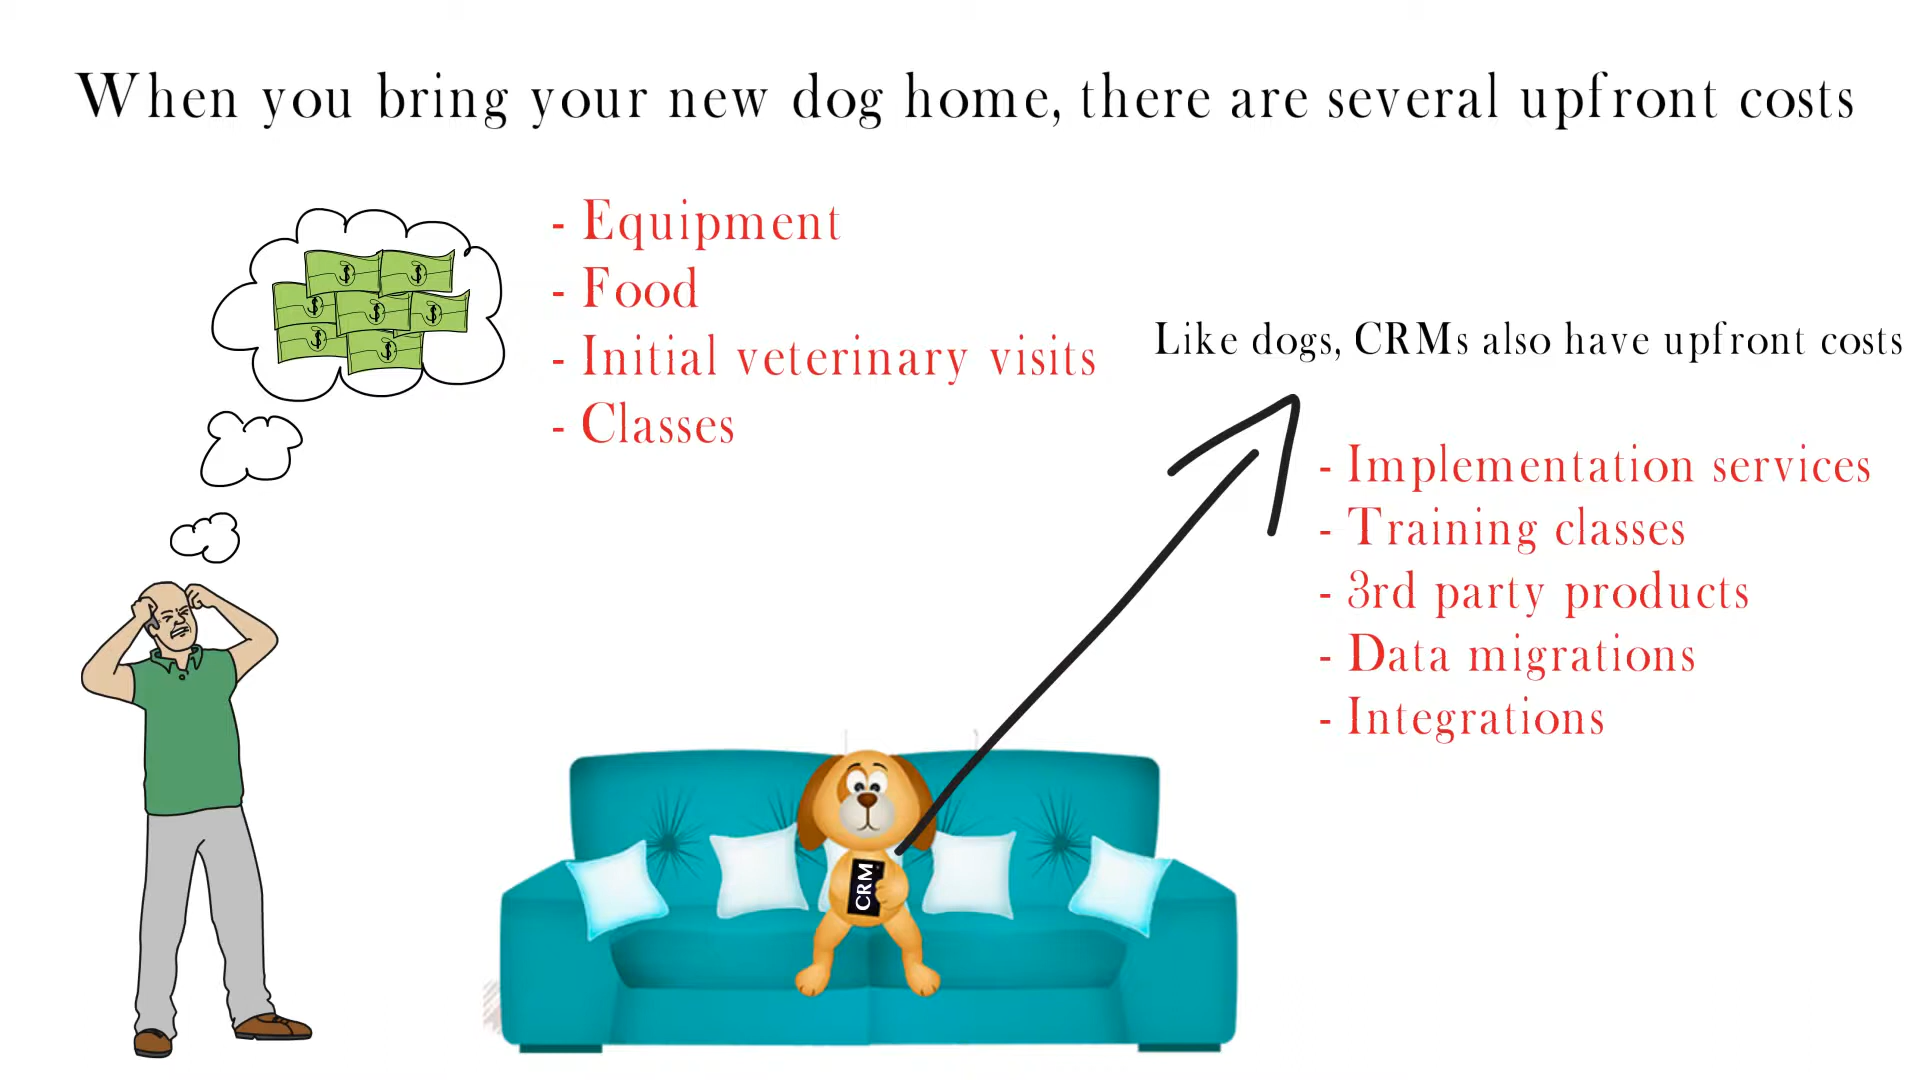 When you bring your new dog home, there are several upfront costs
- Equipment
- Food
- Initial veterinary visits
- Classes
Like dogs, CRMs also have upfront costs
- Implementation services
- Training classes
- 3rd party products
- Data migrations
- Integrations
CRM